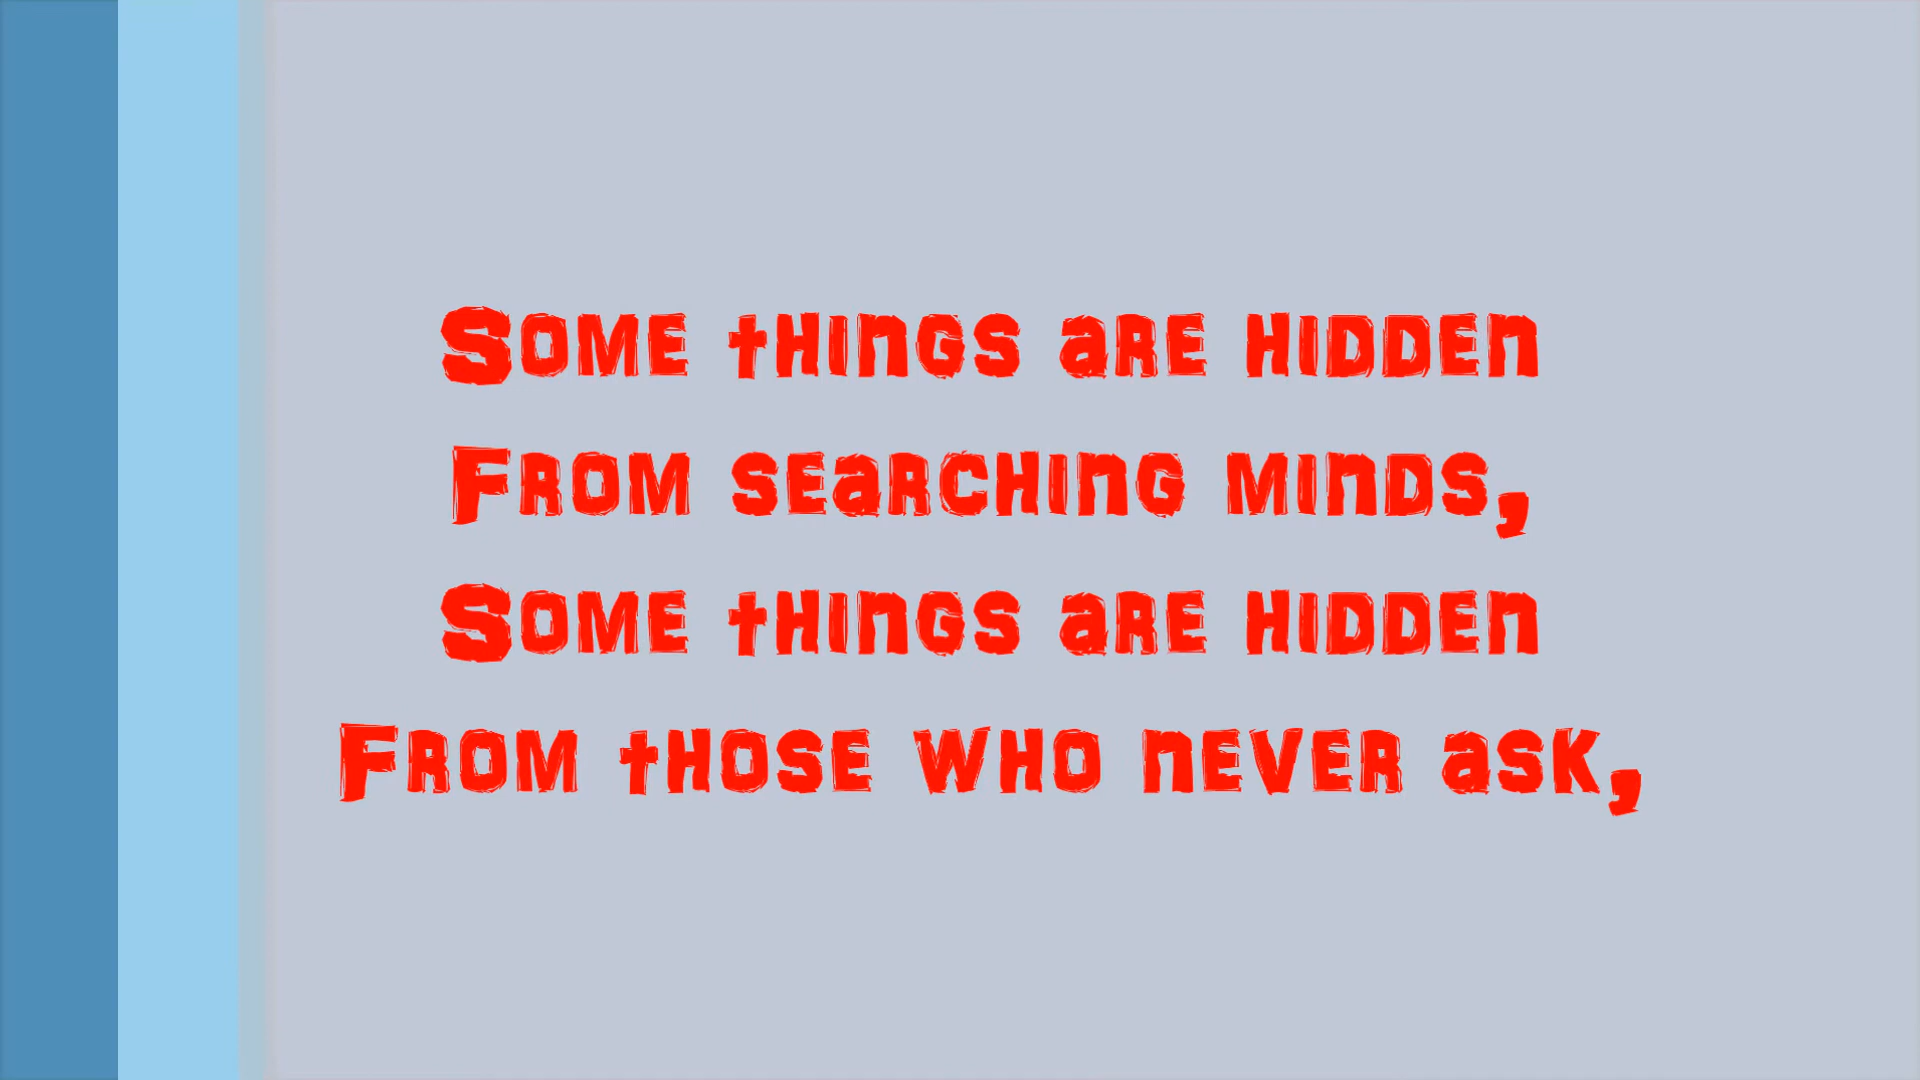 Some things are hidden
From searching minds,
Some things are hidden
From those who never ask,